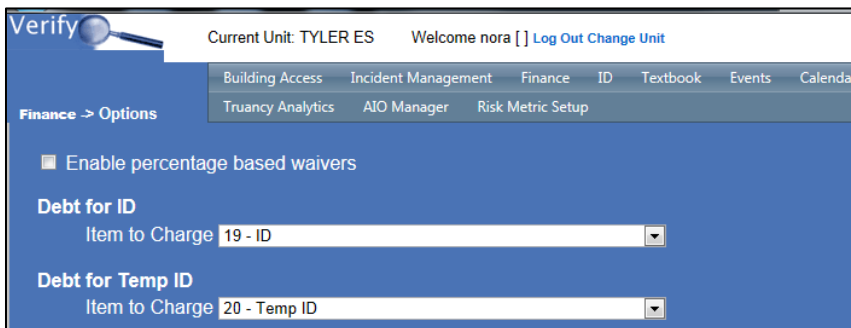 Verify
Current Unit: TYLER ES Welcome nora [ ] Log Out Change Unit
Building Access Incident Management Finance ID Textbook Events Calenda
Finance -> Options
Truancy Analytics AIO Manager Risk Metric Setup
Enable percentage based waivers
Debt for ID
Item to Charge 19 - ID
Debt for Temp ID
Item to Charge 20 - Temp ID